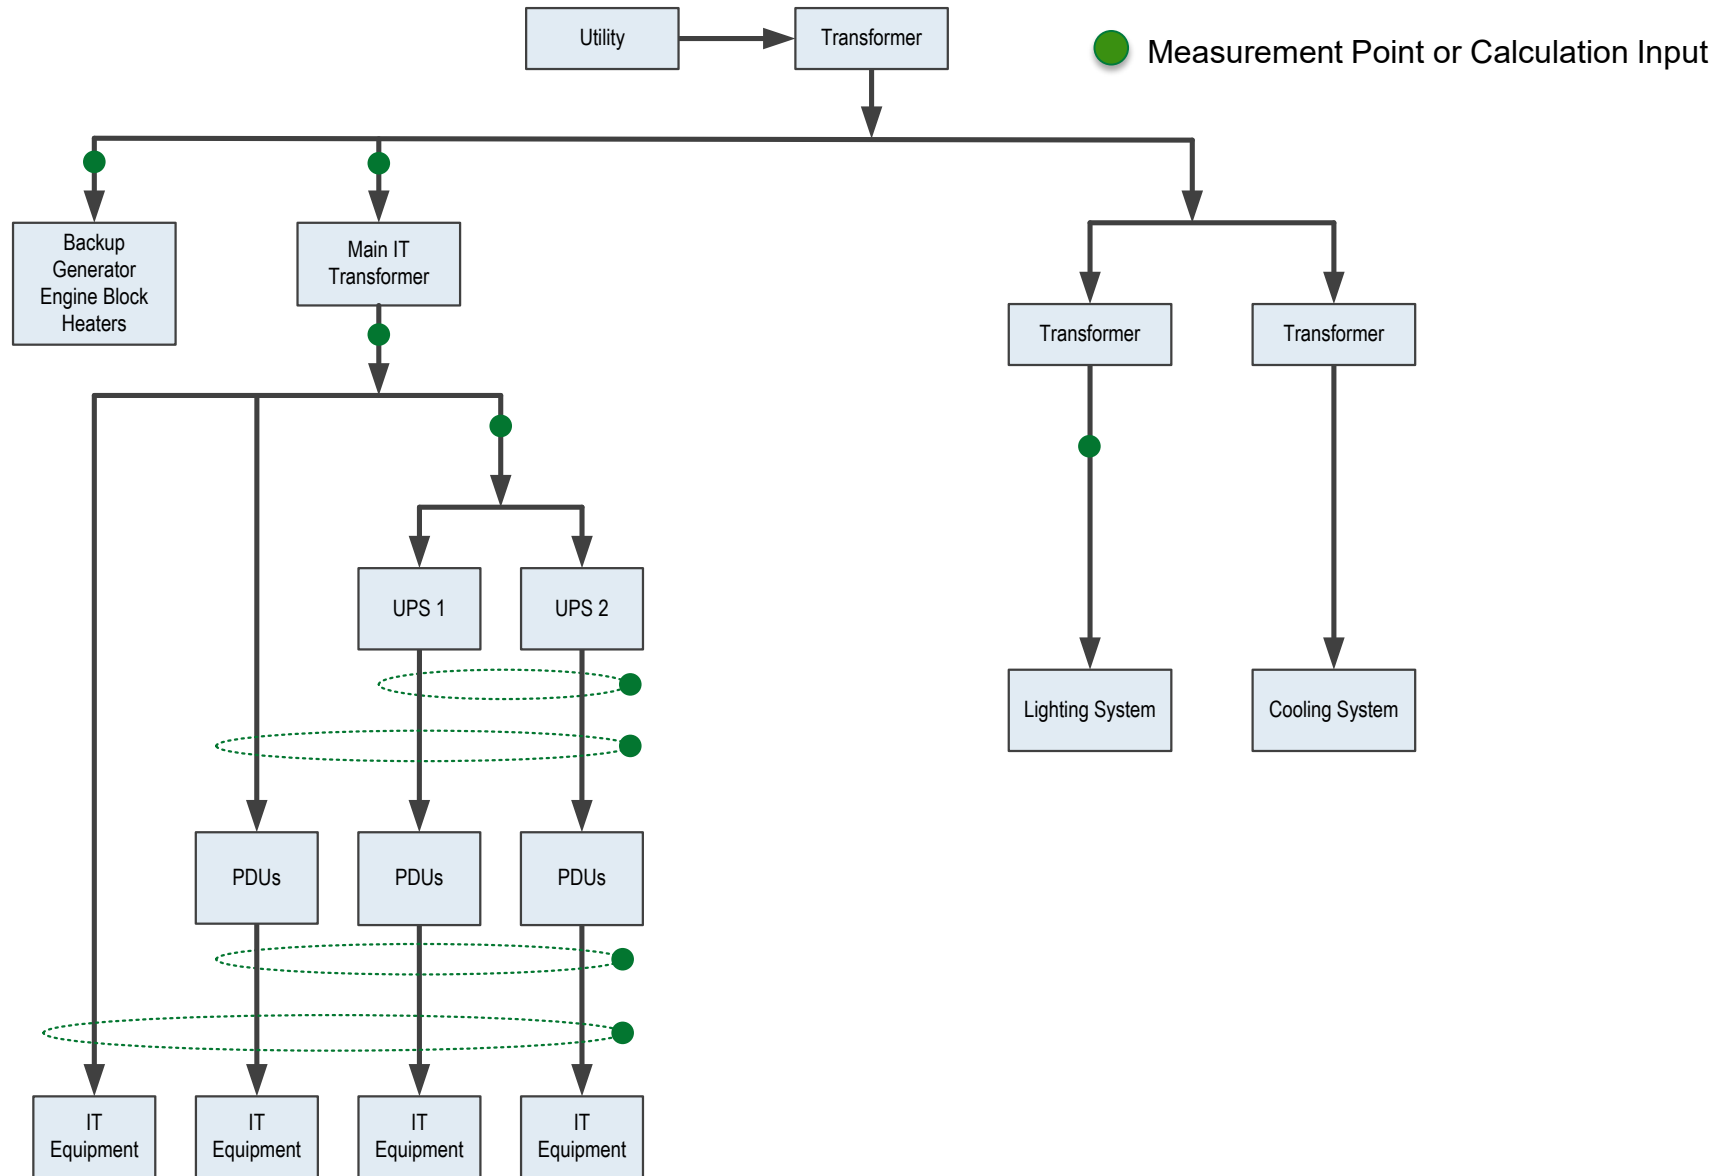 Utility
Transformer
Measurement Point or Calculation Input
Backup
Generator
Engine Block
Heaters
Main IT
Transformer
Transformer
Transformer
UPS 1
UPS 2
Lighting System
Cooling System
PDUs
PDUs
PDUs
IT
Equipment
IT
Equipment
IT
Equipment
IT
Equipment